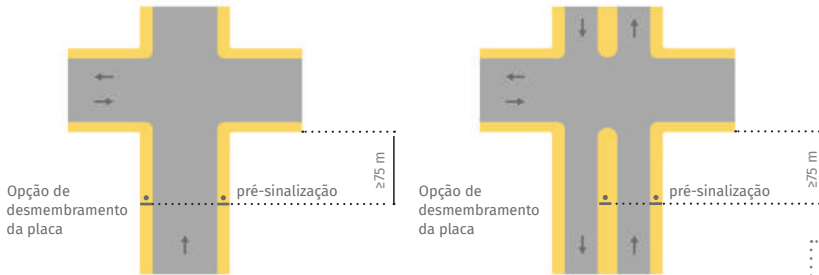 ≥75 m
Opção de
desmembramento
da placa
pré-sinalização
≥75 m
Opção de
desmembramento
da placa
pré-sinalização